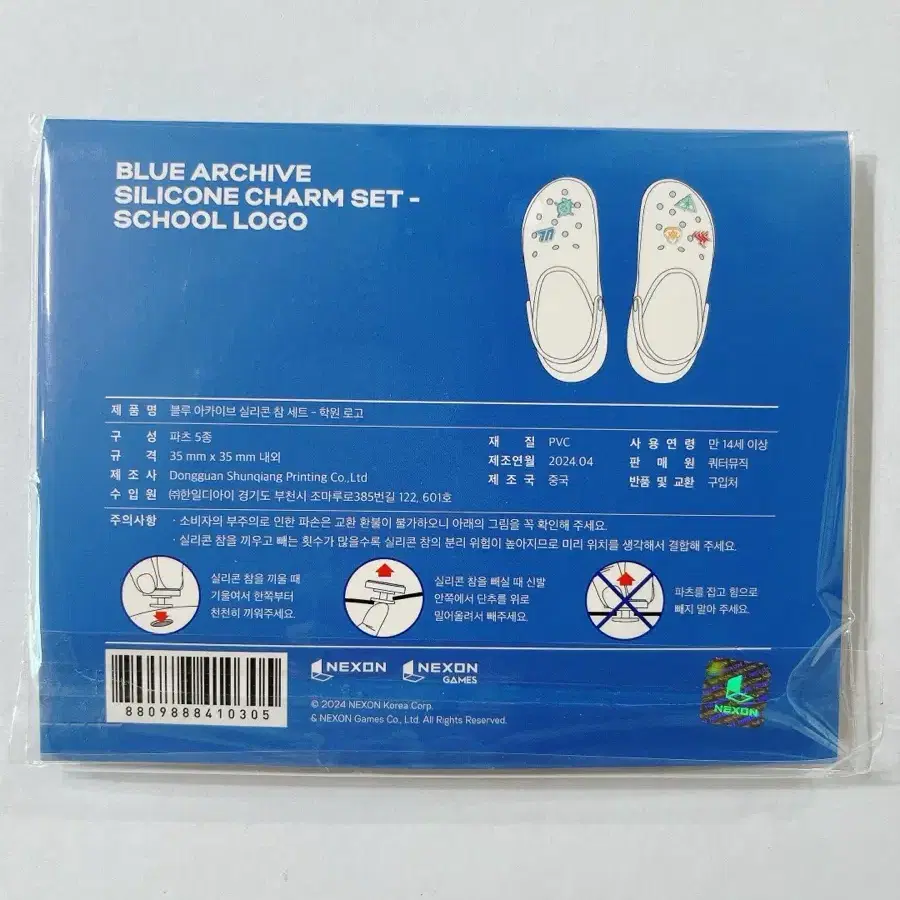 BLUE ARCHIVE
SILICONE CHARM SET -
SCHOOL LOGO
제 품 명 블루 아카이브 실리콘 참 세트 - 학원 로고
구 성 파츠 5종
규 격 35 mm x 35 mm 내외
제 조 사 Dongguan Shunqiang Printing Co.,Ltd
수 입 원 ㈜한일디아이 경기도 부천시 조마루로385번길 122, 601호
재 질 PVC
제조연월 2024.04
제 조 국 중국
사 용 연 령 만 14세 이상
판 매 원 쿼터뮤직
반품 및 교환 구입처
주의사항 · 소비자의 부주의로 인한 파손은 교환 환불이 불가하오니 아래의 그림을 꼭 확인해 주세요.
· 실리콘 참을 끼우고 빼는 횟수가 많을수록 실리콘 참의 분리 위험이 높아지므로 미리 위치를 생각해서 결합해 주세요.
실리콘 참을 끼울 때
기울여서 한쪽부터
천천히 끼워주세요.
실리콘 참을 빼실 때 신발
안쪽에서 단추를 위로
밀어올려서 빼주세요.
파츠를 잡고 힘으로
빼지 말아 주세요.
8809888410305
NEXON
NEXON
GAMES
© 2024 NEXON Korea Corp.
& NEXON Games Co., Ltd. All Rights Reserved.
NEXON